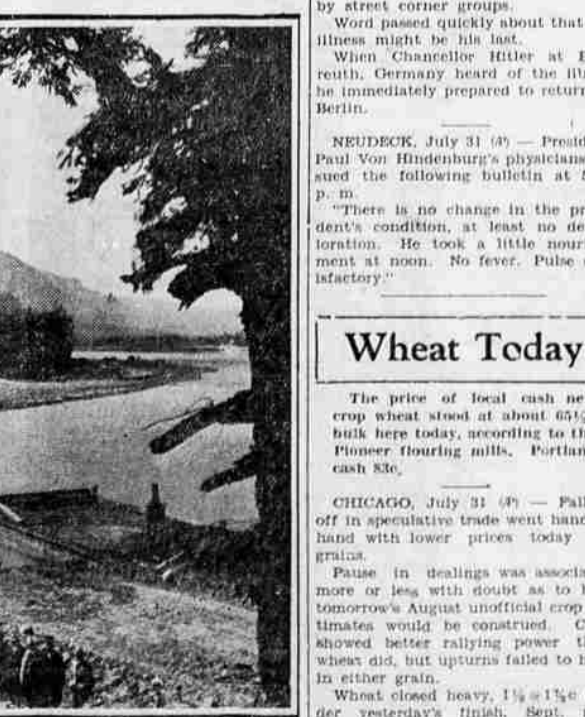 by street corner groups.
Word passed quickly about that
illness might be his last.
When Chancellor Hitler at B
reuth, Germany heard of the ill
he immediately prepared to return
Berlin.
NEUDECK, July 31 (AP) — Presid
Paul Von Hindenburg's physicians
sued the following bulletin at
p. m.
"There is no change in the pr
dent's condition, at least no de
ioration. He took a little nour
ment at noon. No fever. Pulse
isfactory."
Wheat Today
The price of local cash ne
crop wheat stood at about 65½
bulk here today, according to th
Pioneer flouring mills. Portlan
cash 83c.
CHICAGO, July 31 (AP) — Fall
off in speculative trade went hand
hand with lower prices today
grains.
Pause in dealings was associa
more or less with doubt as to h
tomorrow's August unofficial crop
timates would be construed. C
showed better rallying power th
wheat did, but upturns failed to h
in either grain.
Wheat closed heavy,
der yesterday's finish, Sept.